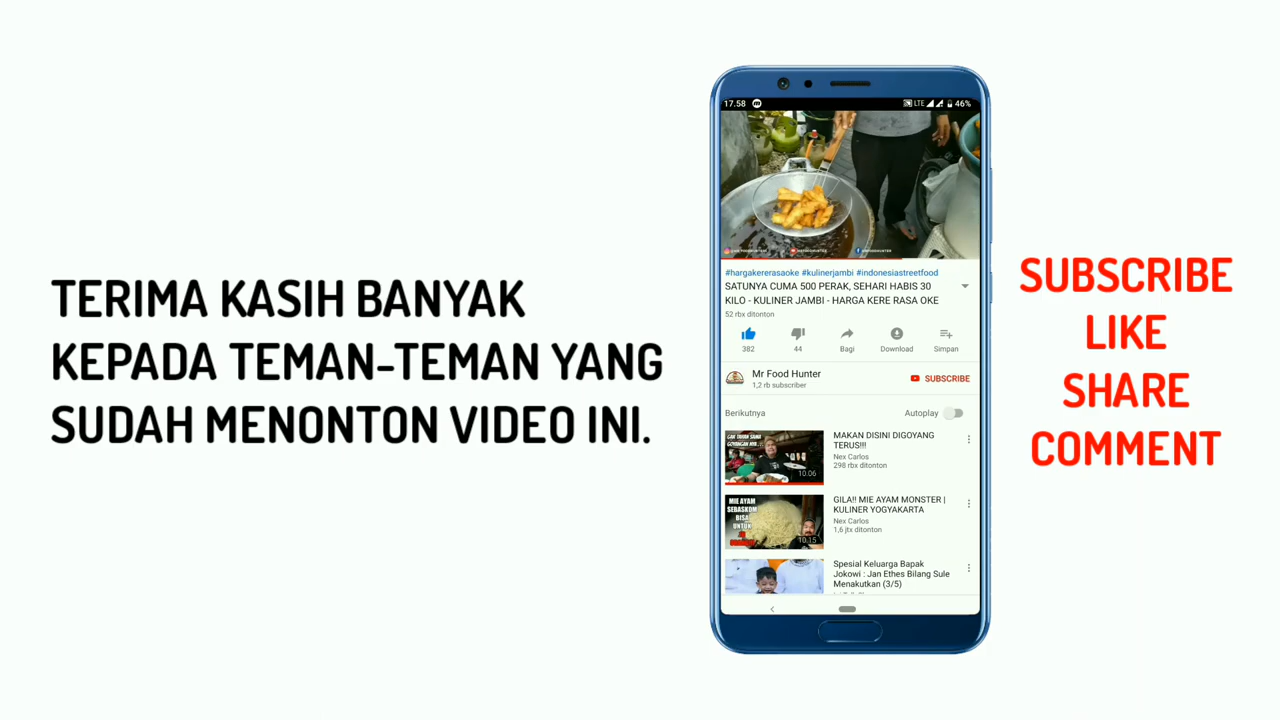 TERIMA KASIH BANYAK
KEPADA TEMAN-TEMAN YANG
SUDAH MENONTON VIDEO INI.
17.58
LTE
46%
#hargakererasaoke #kulinerjambi #indonesiastreetfood
SATUNYA CUMA 500 PERAK, SEHARI HABIS 30
KILO - KULINER JAMBI - HARGA KERE RASA OKE
52 rbx ditonton
382
44
Bagi
Download
Simpan
Mr Food Hunter
1,2 rb subscriber
SUBSCRIBE
Berikutnya
Autoplay
10.06
MAKAN DISINI DIGOYANG
TERUS!!!
Nex Carlos
298 rbx ditonton
MIE AYAM
SEBASKOM
BISA
UNTUK
10.15
GILA!! MIE AYAM MONSTER |
KULINER YOGYAKARTA
Nex Carlos
1,6 jtx ditonton
Spesial Keluarga Bapak
Jokowi : Jan Ethes Bilang Sule
Menakutkan (3/5)
SUBSCRIBE
LIKE
SHARE
COMMENT